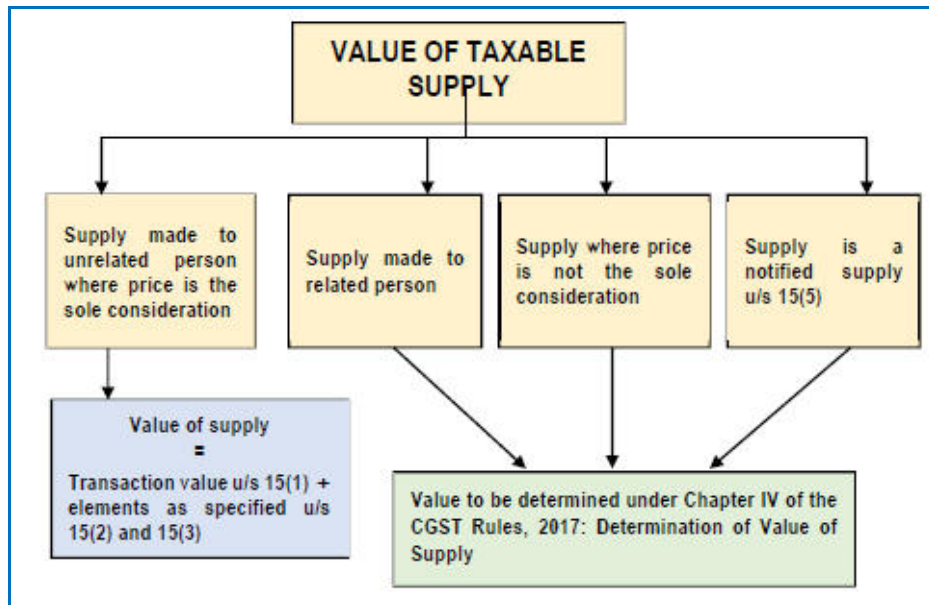 VALUE OF TAXABLE
SUPPLY
Supply made to
unrelated person
where price is the
sole consideration
Supply made to
related person
Supply where price
is not the sole
consideration
Supply is a
notified supply
u/s 15(5)
Value of supply
=
Transaction value u/s 15(1) +
elements as specified u/s
15(2) and 15(3)
Value to be determined under Chapter IV of the
CGST Rules, 2017: Determination of Value of
Supply